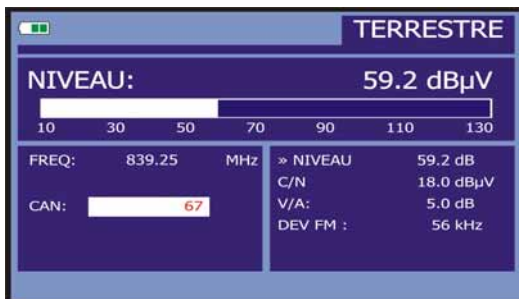 TERRESTRE
NIVEAU: 59.2 dBµV
10 30 50 70 90 110 130
FREQ: 839.25 MHz
CAN: 67
» NIVEAU 59.2 dB
C/N 18.0 dBµV
V/A: 5.0 dB
DEV FM : 56 kHz